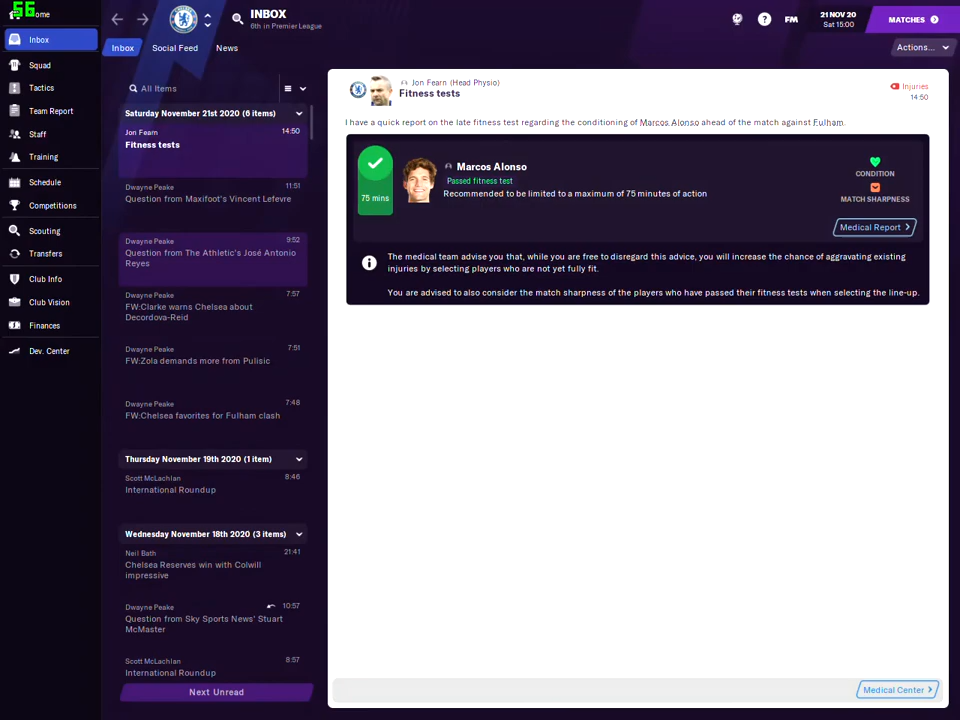 56
ome
Inbox
Squad
Tactics
Team Report
Staff
Training
Schedule
Competitions
Scouting
Transfers
Club Info
Club Vision
Finances
Dev. Center
INBOX
6th in Premier League
FM
21 NOV 20
Sat 15:00
MATCHES
Inbox
Social Feed
News
Actions...
All Items
Saturday November 21st 2020 (6 items)
Jon Fearn 14:50
Fitness tests
Dwayne Peake 11:51
Question from Maxifoot's Vincent Lefevre
Dwayne Peake 9:52
Question from The Athletic's José Antonio
Reyes
Dwayne Peake 7:57
FW:Clarke warns Chelsea about
Decordova-Reid
Dwayne Peake 7:51
FW:Zola demands more from Pulisic
Dwayne Peake 7:48
FW:Chelsea favorites for Fulham clash
Thursday November 19th 2020 (1 item)
Scott McLachlan 8:46
International Roundup
Wednesday November 18th 2020 (3 items)
Neil Bath 21:41
Chelsea Reserves win with Colwill
impressive
Dwayne Peake 10:57
Question from Sky Sports News' Stuart
McMaster
Scott McLachlan 8:57
International Roundup
Next Unread
Jon Fearn (Head Physio)
Fitness tests
Injuries
14:50
I have a quick report on the late fitness test regarding the conditioning of Marcos Alonso ahead of the match against Fulham.
75 mins
Marcos Alonso
Passed fitness test
Recommended to be limited to a maximum of 75 minutes of action
CONDITION
MATCH SHARPNESS
Medical Report
The medical team advise you that, while you are free to disregard this advice, you will increase the chance of aggravating existing
injuries by selecting players who are not yet fully fit.
You are advised to also consider the match sharpness of the players who have passed their fitness tests when selecting the line-up.
Medical Center